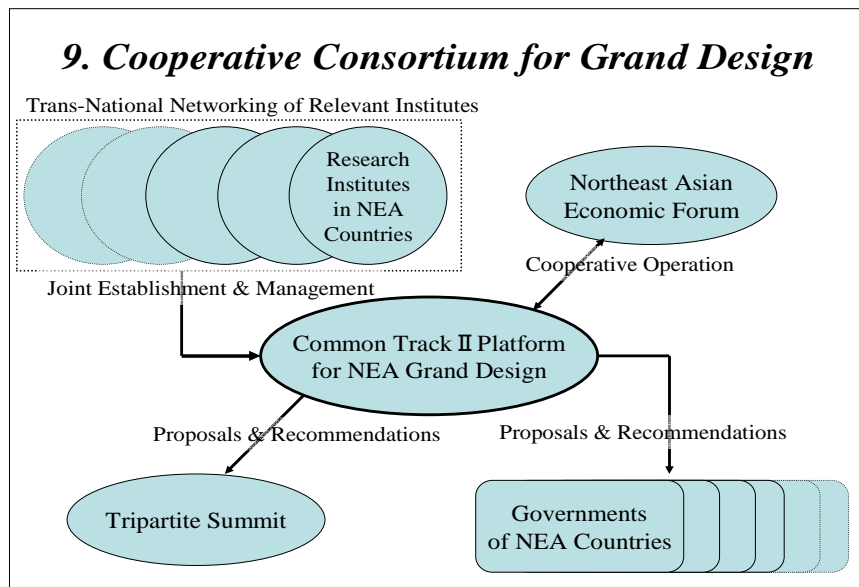 9. Cooperative Consortium for Grand Design
Trans-National Networking of Relevant Institutes
Research
Institutes
in NEA
Countries
Northeast Asian
Economic Forum
Cooperative Operation
Joint Establishment & Management
Common Track Ⅱ Platform
for NEA Grand Design
Proposals & Recommendations
Proposals & Recommendations
Tripartite Summit
Governments
of NEA Countries